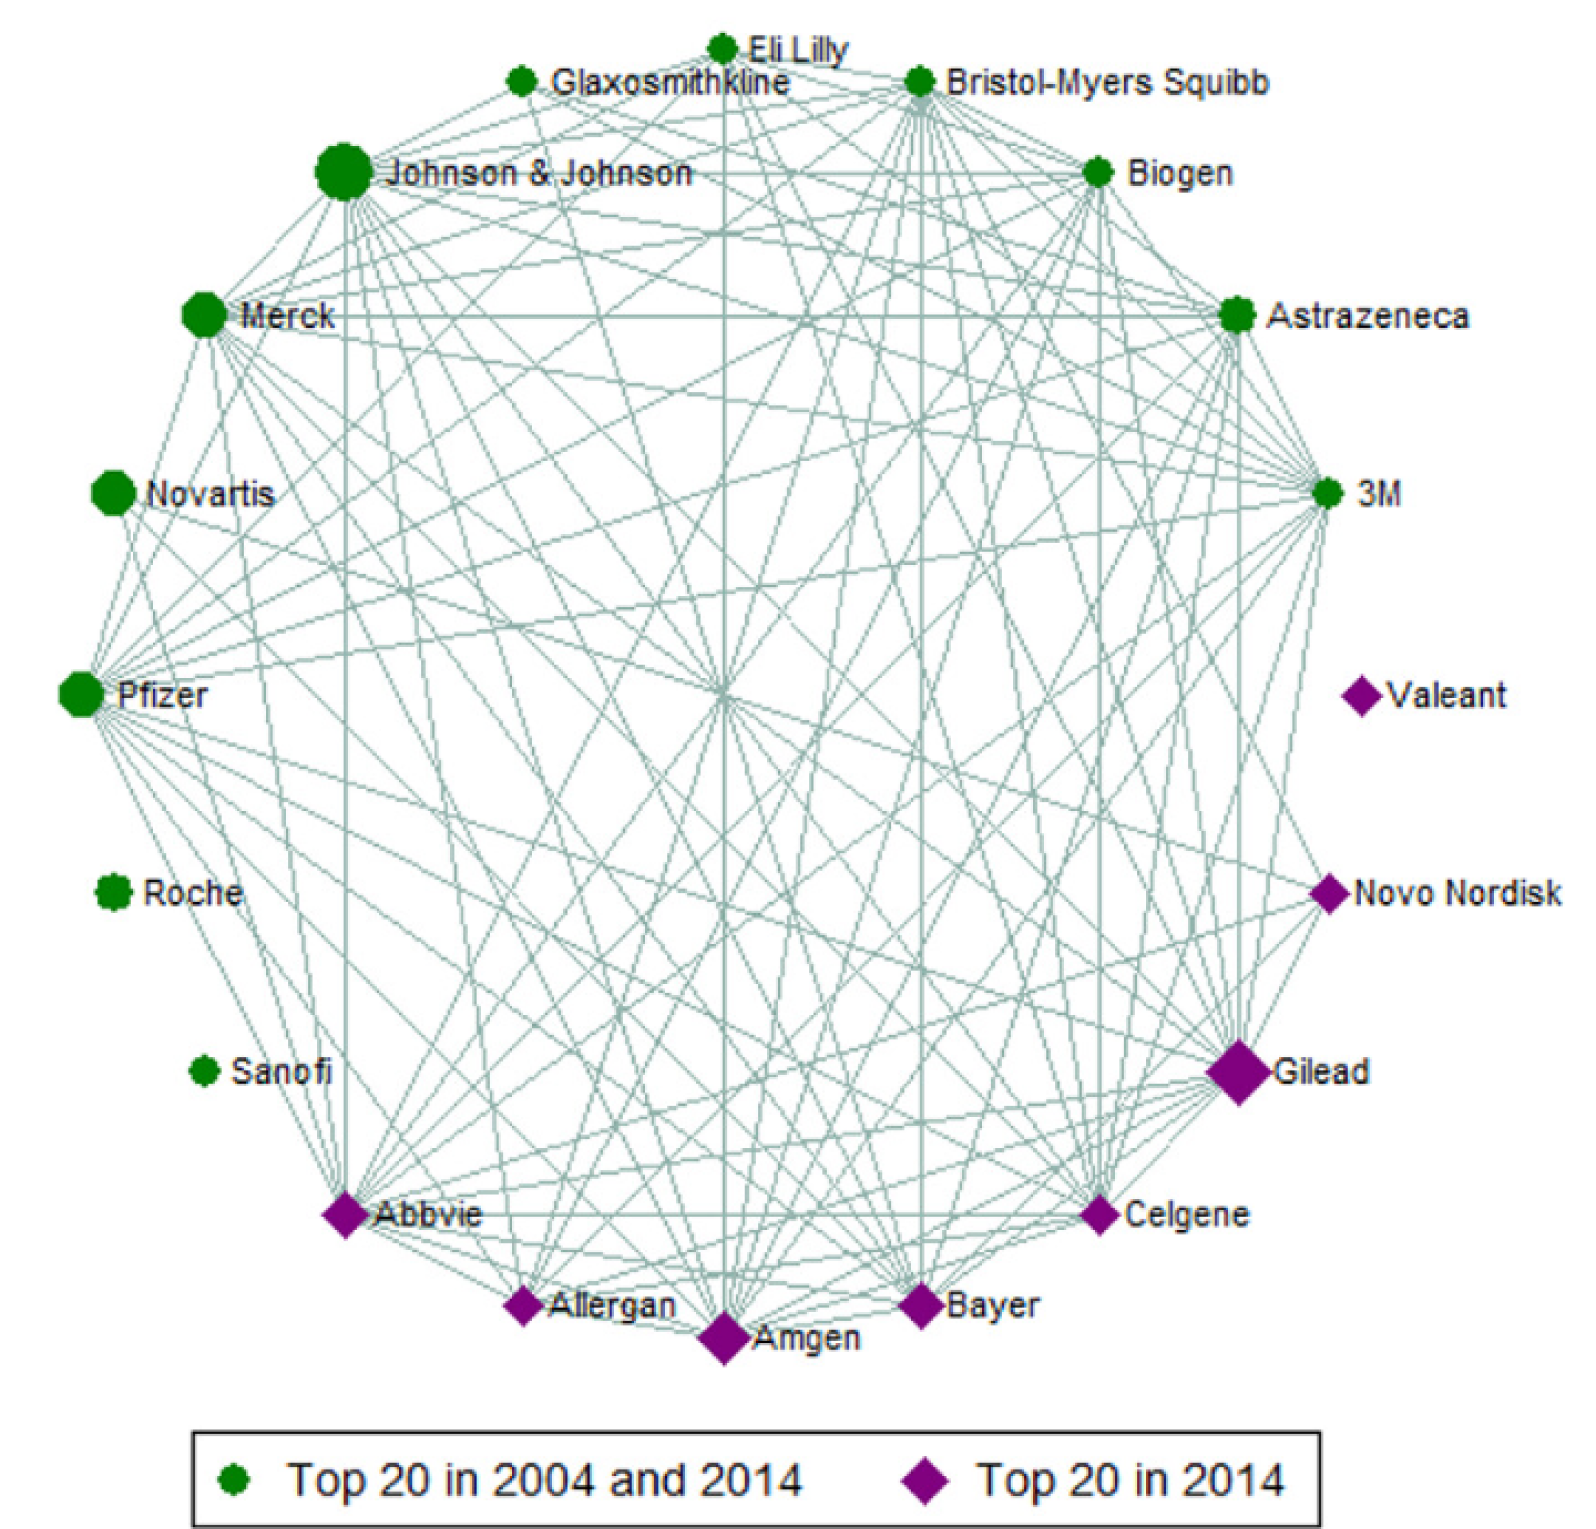 Eli Lilly
Glaxosmithkline
Bristol-Myers Squibb
Johnson & Johnson
Biogen
Merck
Astrazeneca
Novartis
3M
Pfizer
Valeant
Roche
Novo Nordisk
Sanofi
Gilead
Abbvie
Celgene
Allergan
Bayer
Amgen
Top 20 in 2004 and 2014
Top 20 in 2014